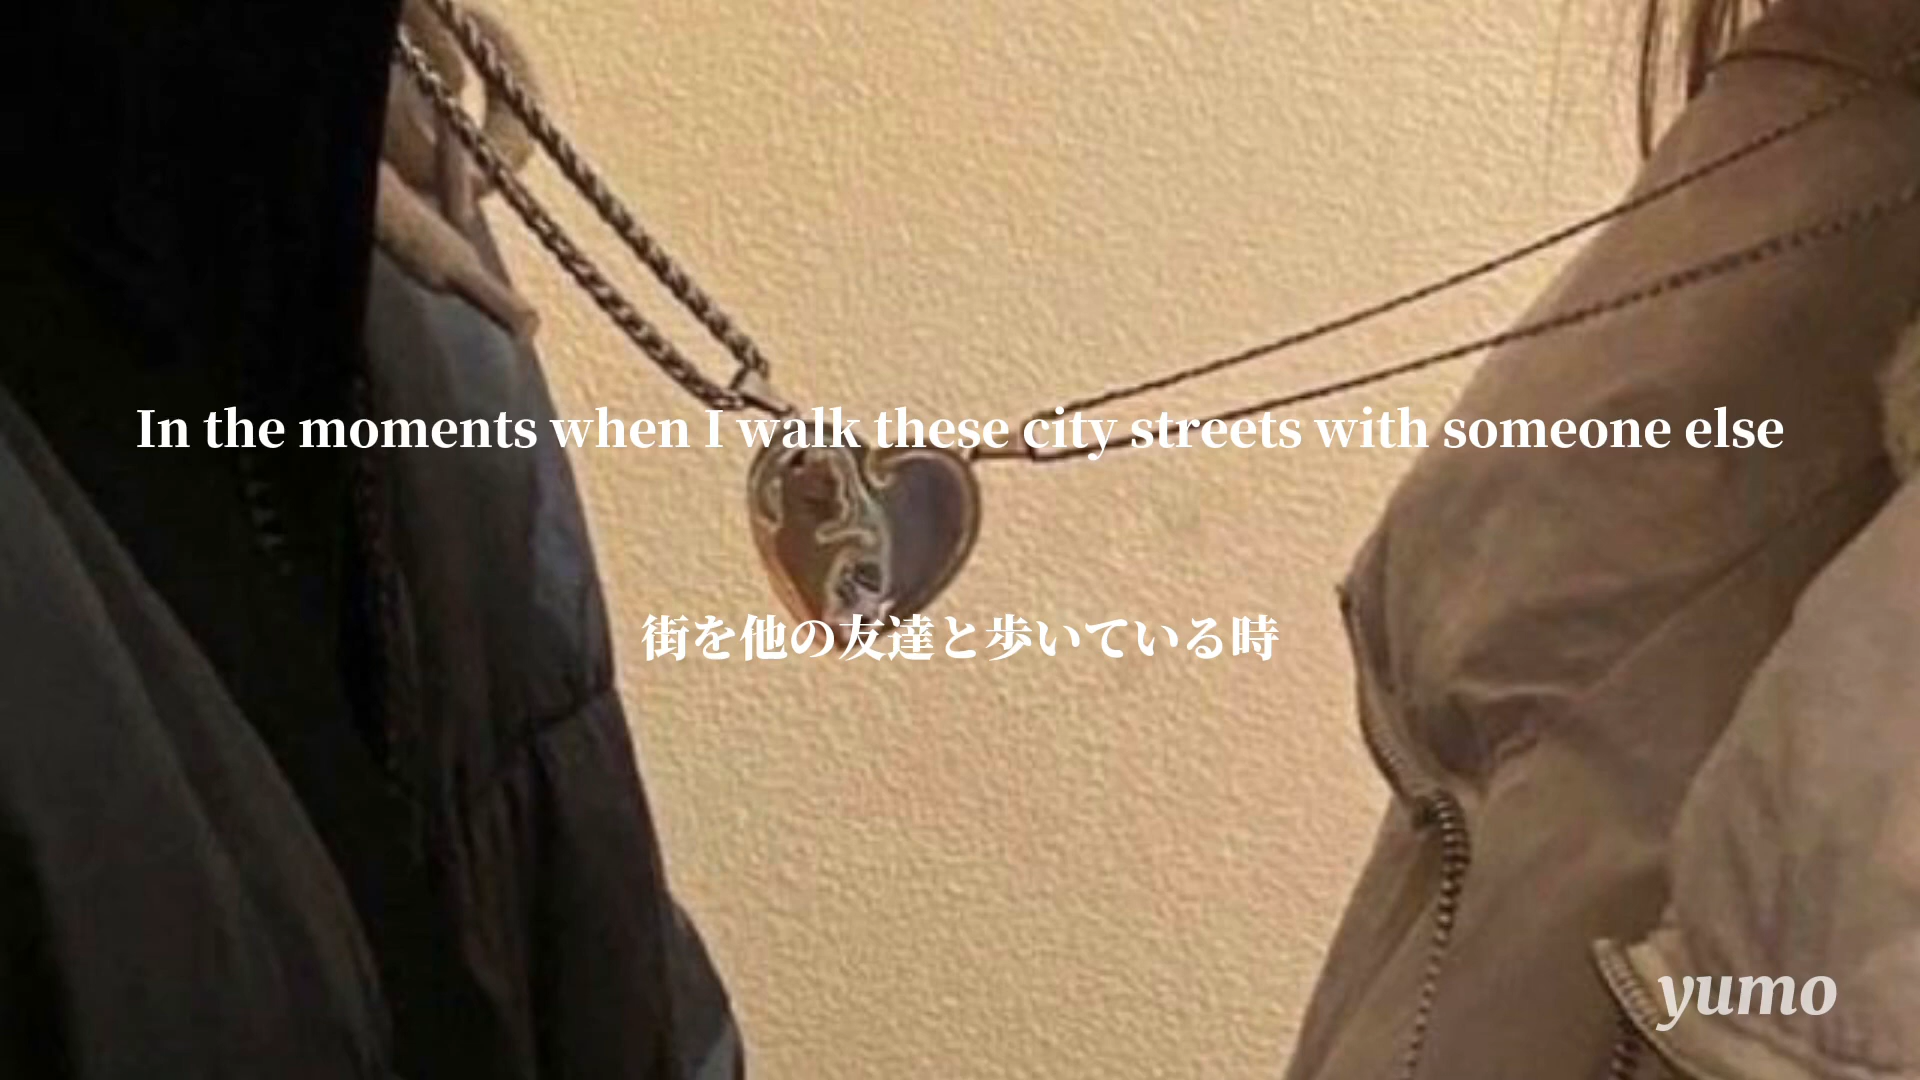 In the moments when I walk these city streets with someone else
街を他の友達と歩いている時
yumo